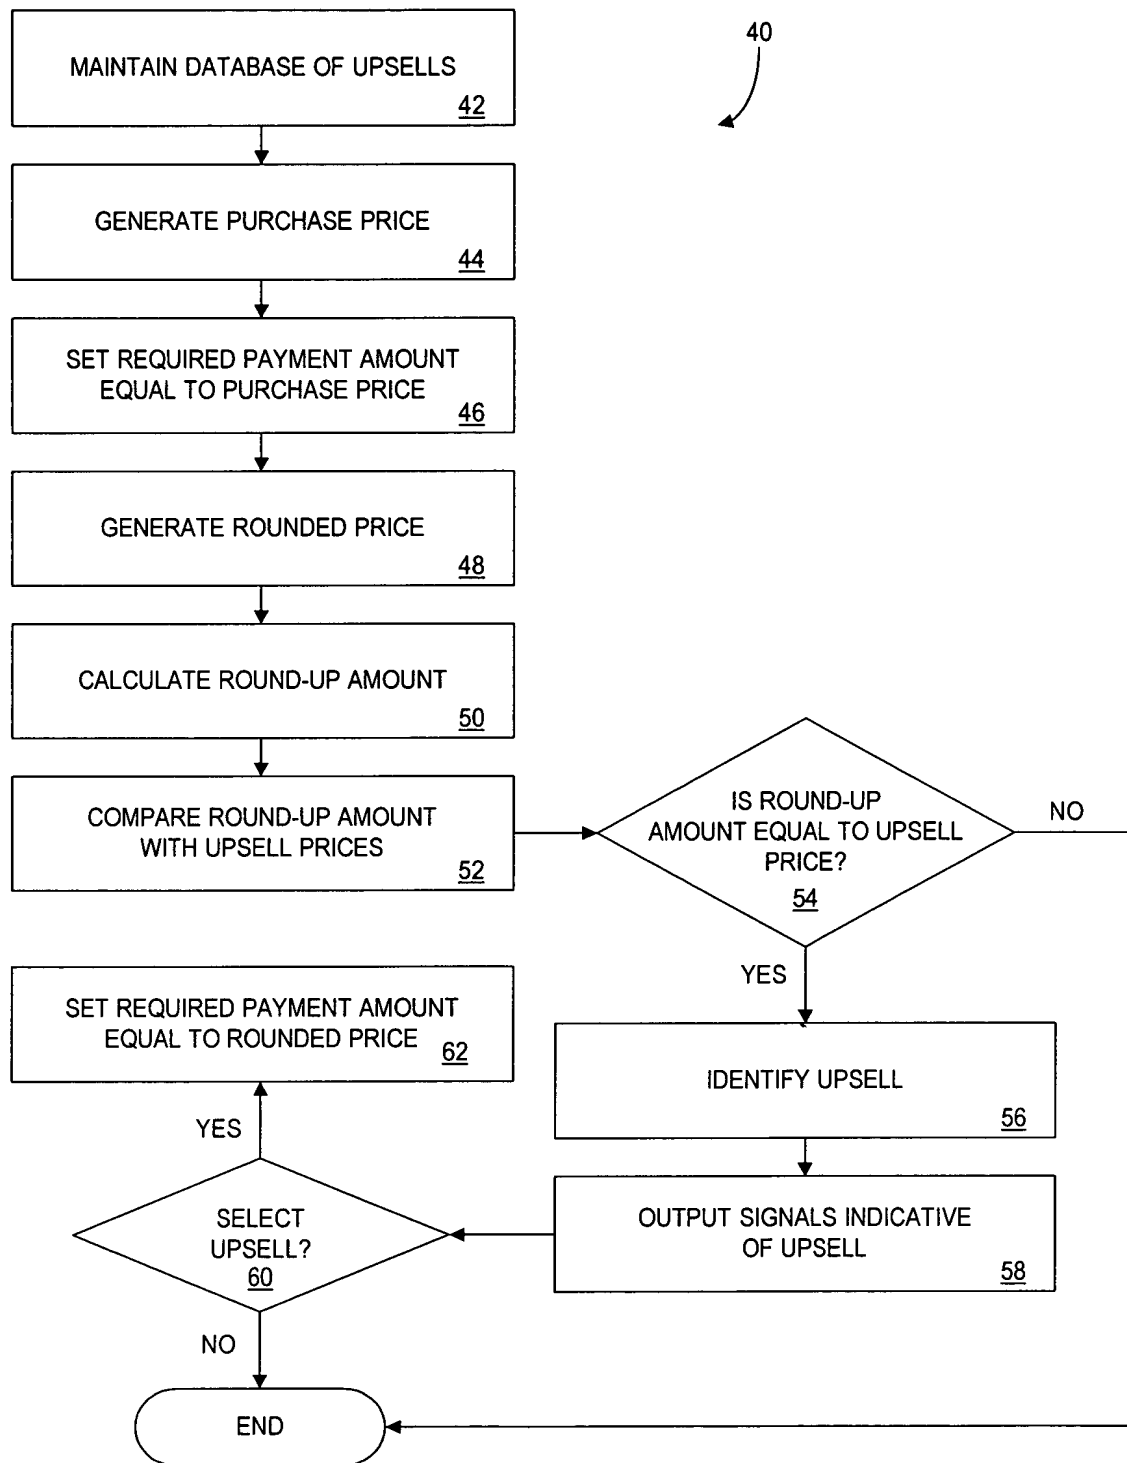 40
MAINTAIN DATABASE OF UPSELLS
42
GENERATE PURCHASE PRICE
44
SET REQUIRED PAYMENT AMOUNT
EQUAL TO PURCHASE PRICE
46
GENERATE ROUNDED PRICE
48
CALCULATE ROUND-UP AMOUNT
50
COMPARE ROUND-UP AMOUNT
WITH UPSELL PRICES
52
IS ROUND-UP
AMOUNT EQUAL TO UPSELL
PRICE?
54
NO
YES
IDENTIFY UPSELL
56
OUTPUT SIGNALS INDICATIVE
OF UPSELL
58
SELECT
UPSELL?
60
YES
SET REQUIRED PAYMENT AMOUNT
EQUAL TO ROUNDED PRICE
62
NO
END